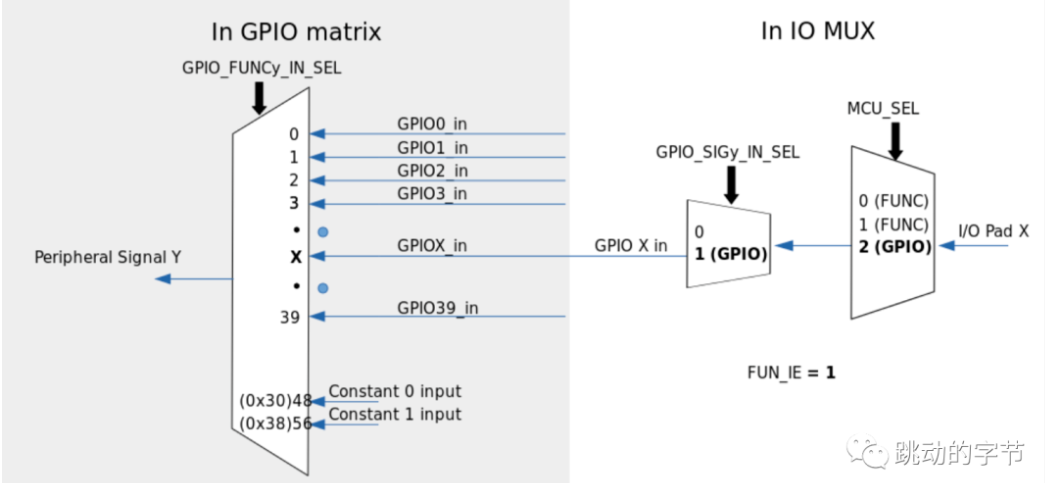 In GPIO matrix
In IO MUX
GPIO_FUNCy_IN_SEL
MCU_SEL
GPIO0_in
0
GPIO1_in
1
GPIO2_in
2
GPIO3_in
3
GPIO_SIGy_IN_SEL
0 (FUNC)
1 (FUNC)
2 (GPIO)
I/O Pad X
0
1 (GPIO)
GPIO X in
GPIOX_in
X
Peripheral Signal Y
GPIO39_in
39
FUN_IE = 1
Constant 0 input
(0x30)48
Constant 1 input
(0x38)56
跳动的字节